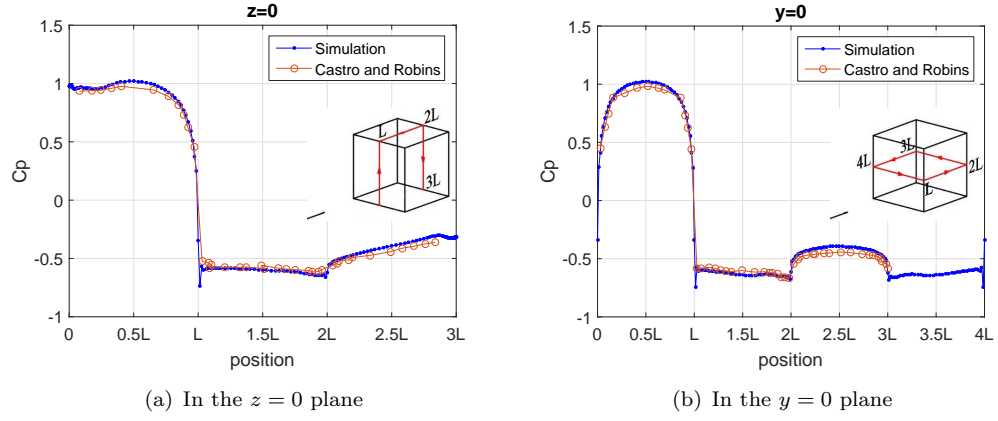 z=0
1.5
1
0.5
0
-0.5
-1
Cp
0 0.5L L 1.5L 2L 2.5L 3L
position
Simulation
Castro and Robins
L 2L
3L
(a) In the z = 0 plane
y=0
1.5
1
0.5
0
-0.5
-1
Cp
0 0.5L L 1.5L 2L 2.5L 3L 3.5L 4L
position
Simulation
Castro and Robins
3L
4L 2L
L
(b) In the y = 0 plane